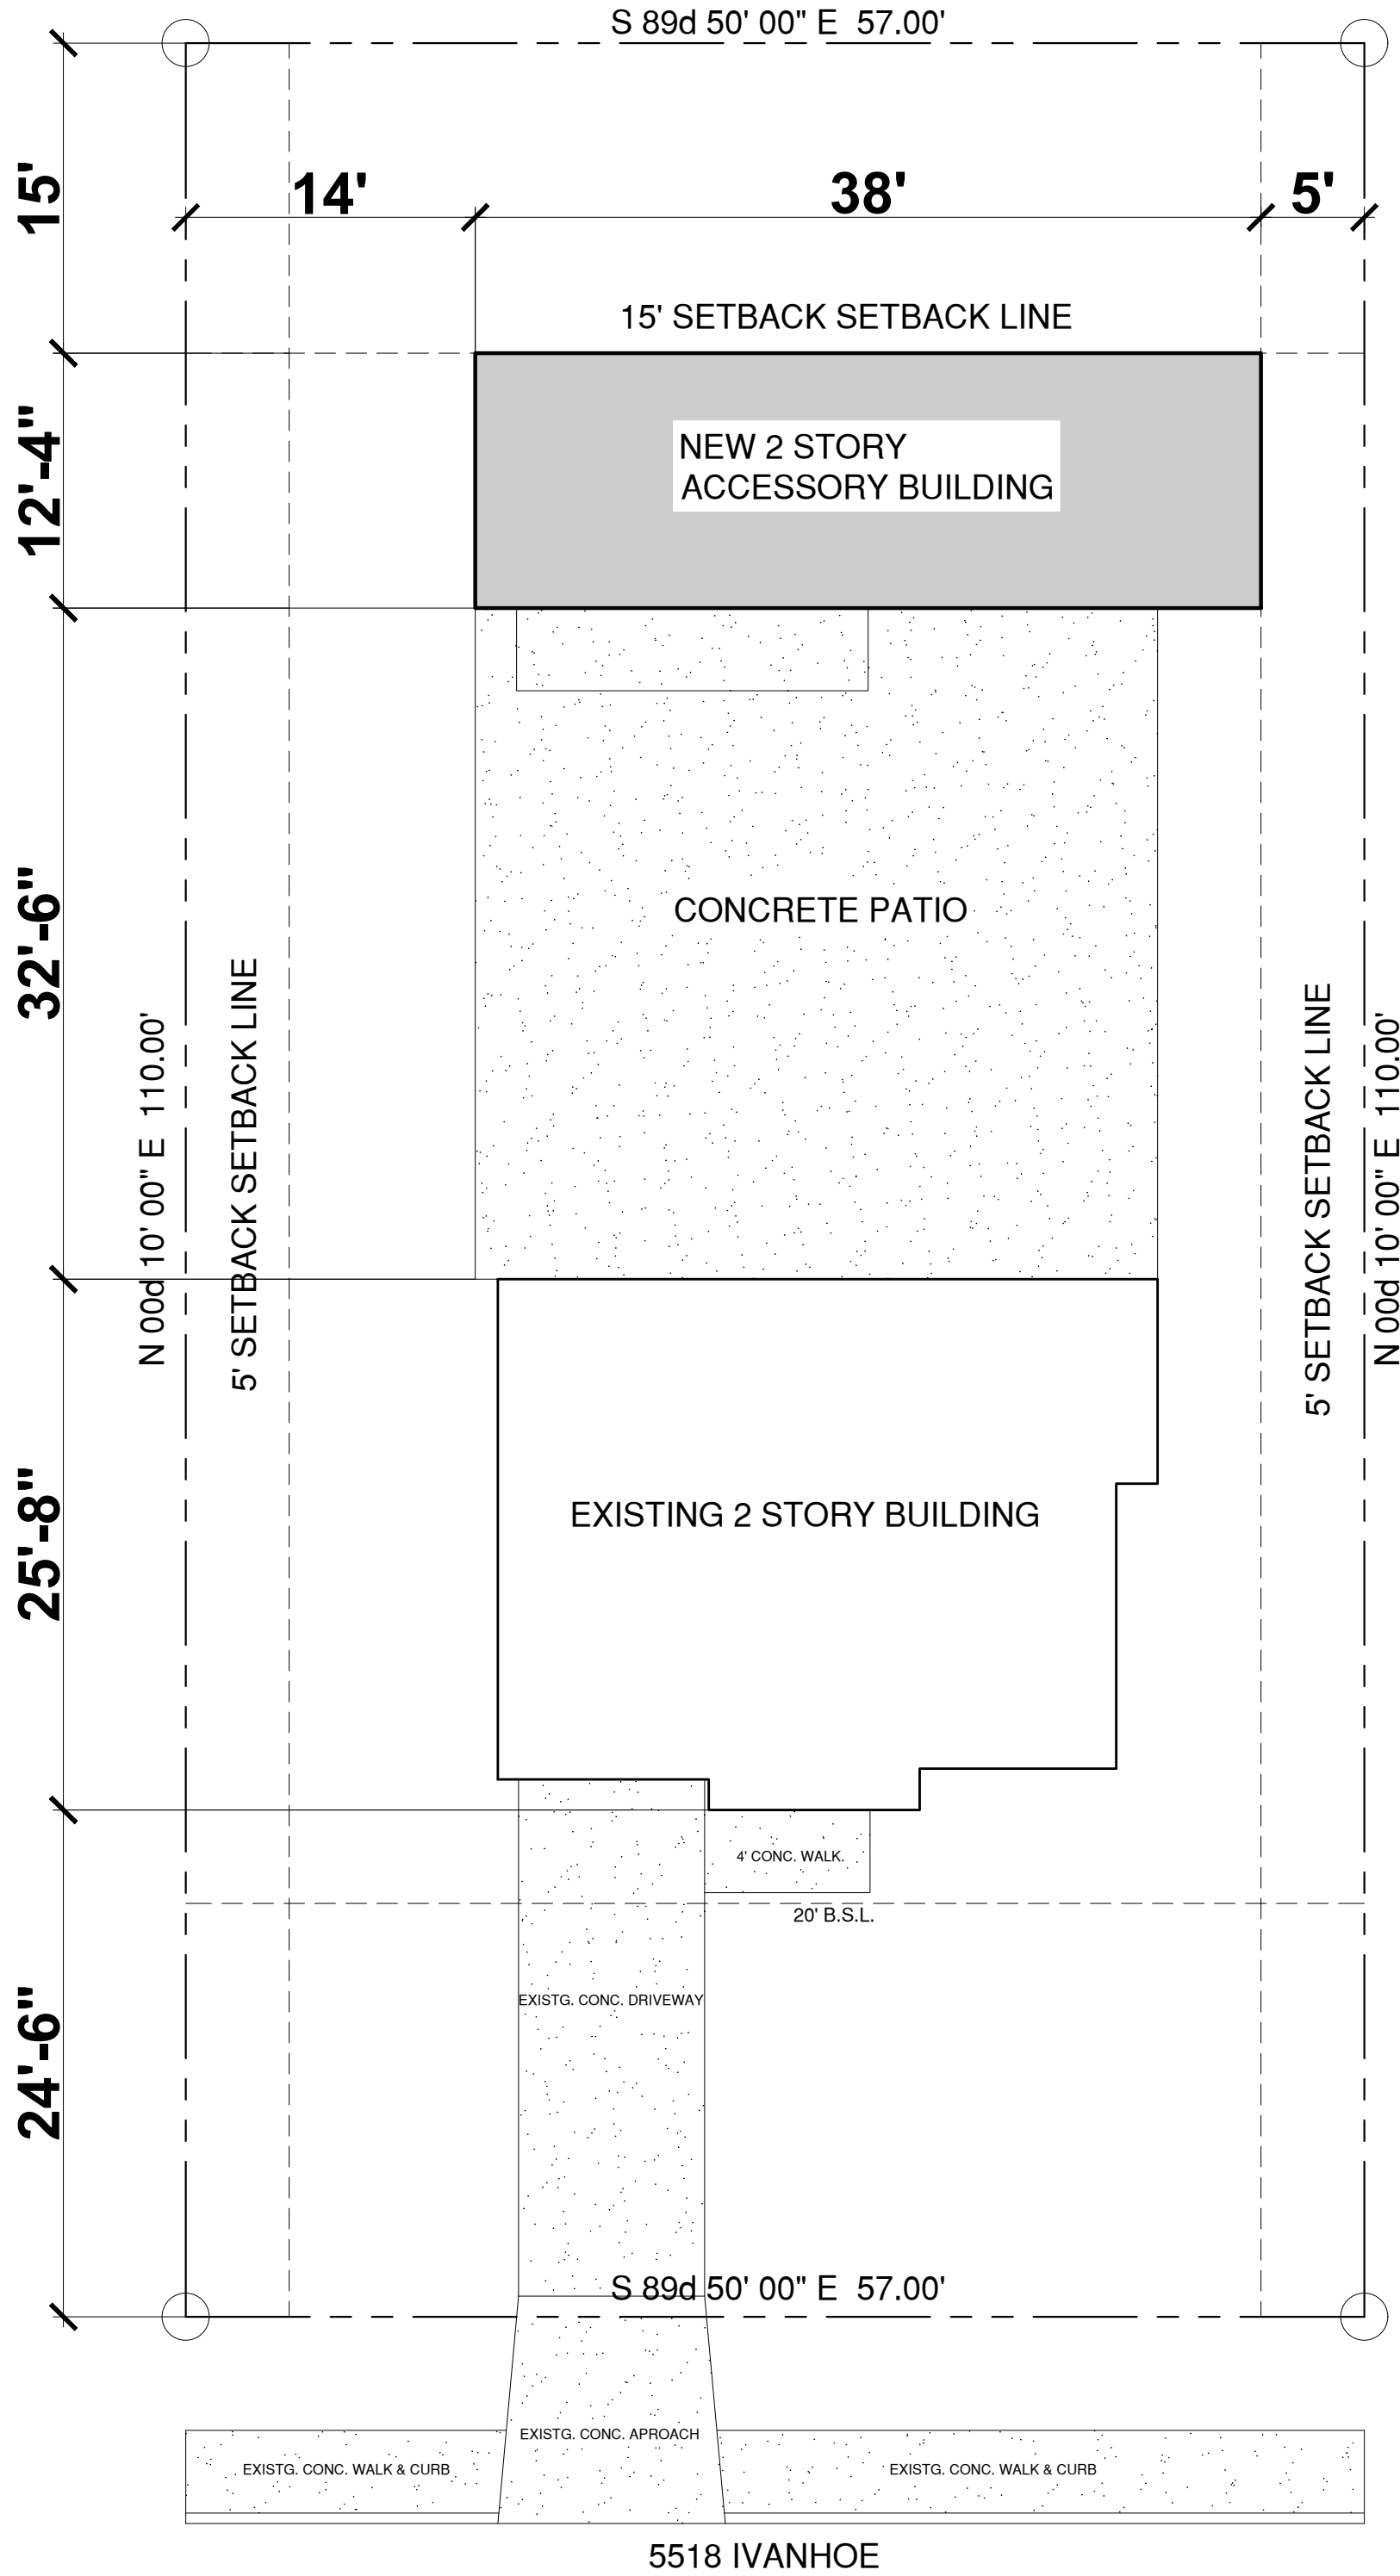 S 89d 50' 00" E 57.00'
15'
14'
38'
5'
15' SETBACK SETBACK LINE
12'-4"
NEW 2 STORY
ACCESSORY BUILDING
32'-6"
CONCRETE PATIO
N 00d 10' 00" E 110.00'
5' SETBACK SETBACK LINE
5' SETBACK SETBACK LINE
N 00d 10' 00" E 110.00'
25'-8"
EXISTING 2 STORY BUILDING
4' CONC. WALK.
20' B.S.L.
EXISTG. CONC. DRIVEWAY
24'-6"
S 89d 50' 00" E 57.00'
EXISTG. CONC. APROACH
EXISTG. CONC. WALK & CURB
EXISTG. CONC. WALK & CURB
5518 IVANHOE